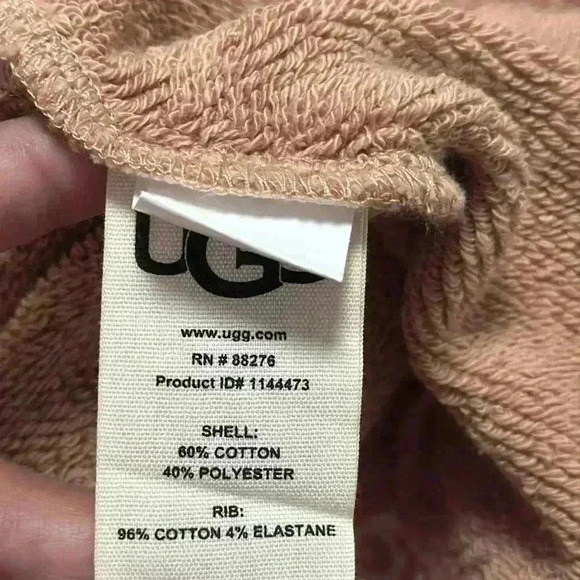 UGG
www.ugg.com
RN # 88276
Product ID# 1144473
SHELL:
60% COTTON
40% POLYESTER
RIB:
96% COTTON 4% ELASTANE